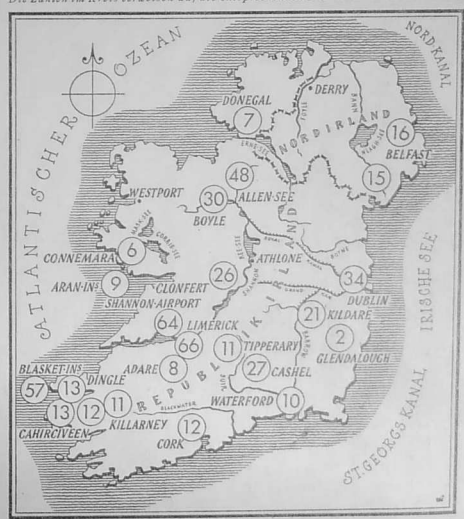 NORDKANAL
OZEAN
DERRY
DONEGAL
7
NORDIRLAND
16
BELFAST
48
ALLEN-SEE
15
30
BOYLE
WESTPORT
ATLANTISCHER
CONNEMARA
6
ATHLONE
ARAN-IN
9
CLONFERT
26
34
DUBLIN
IRISCHE SEE
SHANNON-AIRPORT
64
LIMERICK
21
KILDARE
66
11
TIPPERARY
2
GLENDALOUGH
ADARE
8
27
CASHEL
REPUBLIK IRLAND
BLASKET-INS
57
13
DINGLE
WATERFORD
10
13
12
11
KILLARNEY
BLACKWATER
12
CAHIRCIVEEN
CORK
ST. GEORGS KANAL